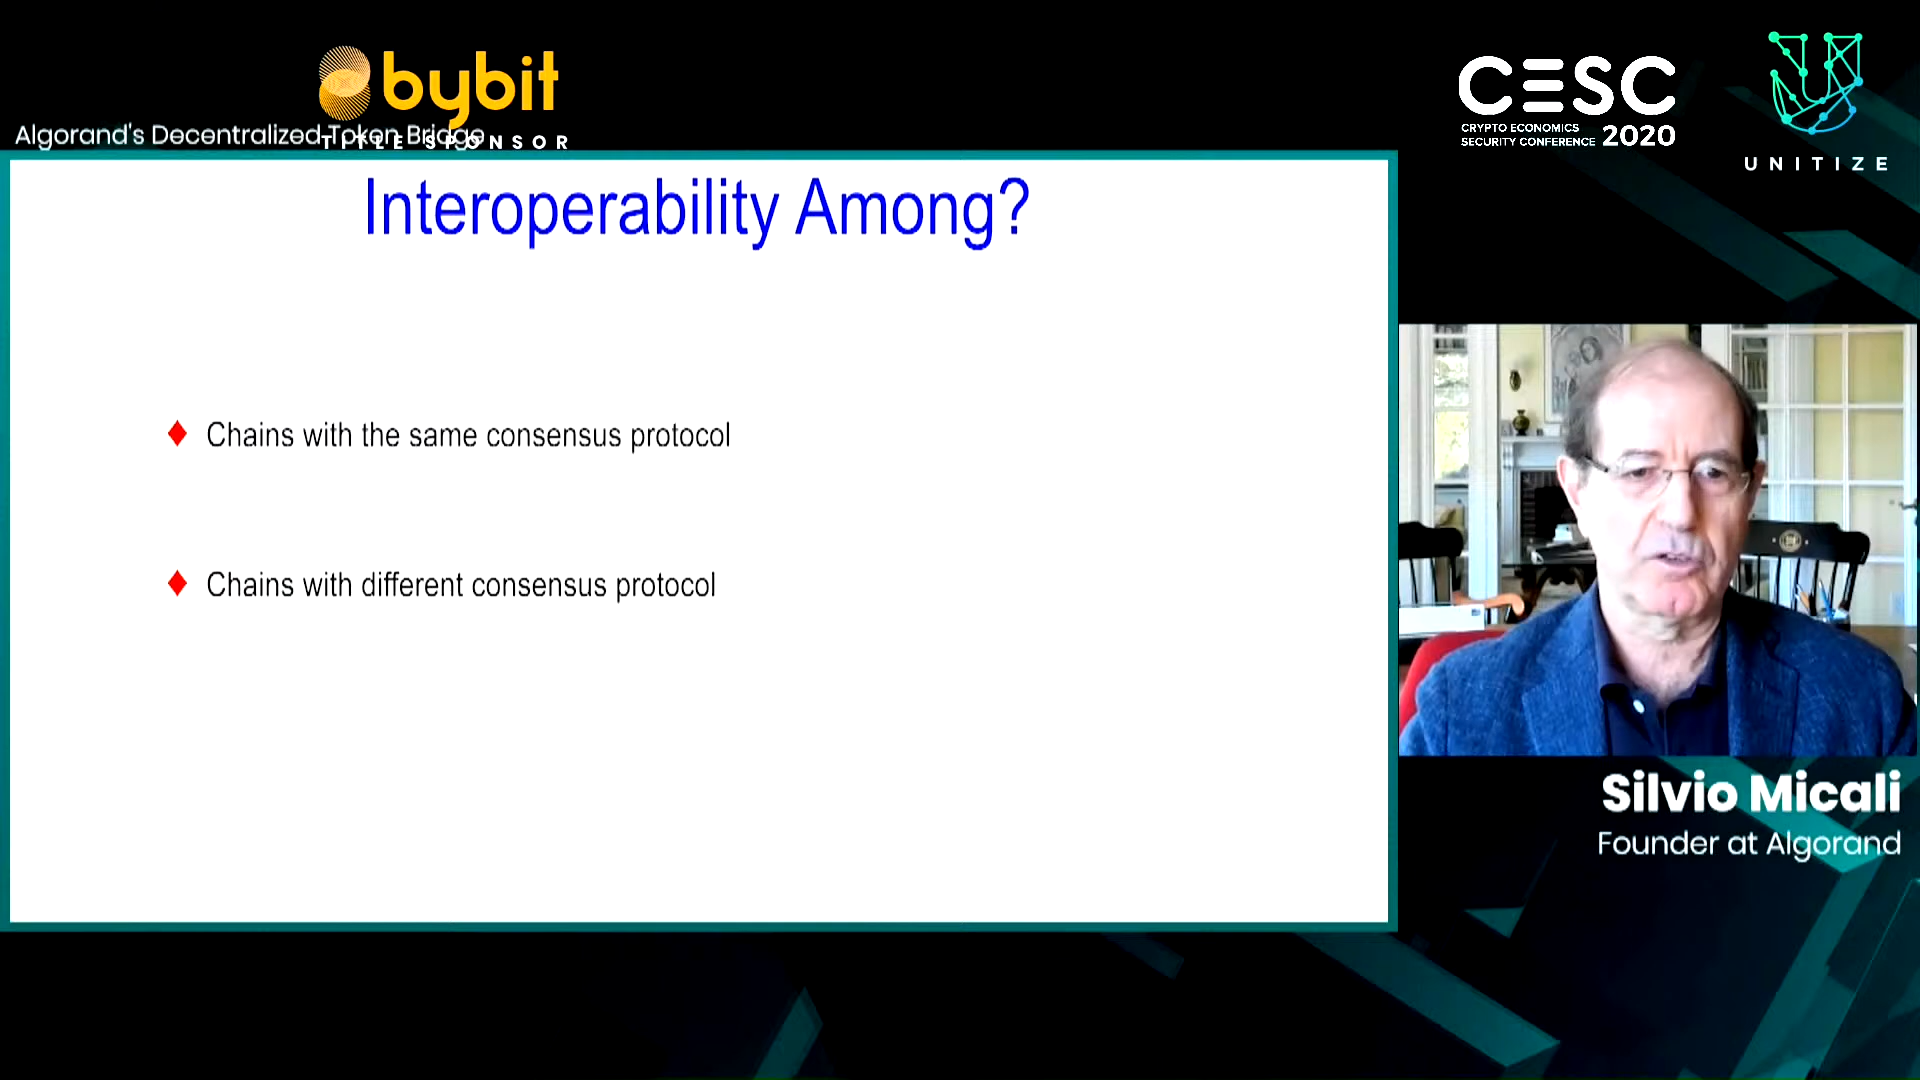 bybit
TITLE SPONSOR
Algorand's Decentralized Token Bridge
CESC
CRYPTO ECONOMICS
SECURITY CONFERENCE 2020
UNITIZE
Interoperability Among?
Chains with the same consensus protocol
Chains with different consensus protocol
Silvio Micali
Founder at Algorand